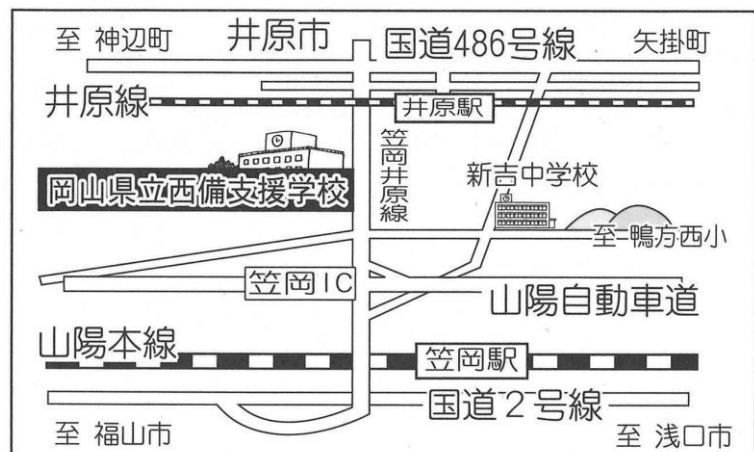 至 神辺町
井原市
国道486号線
矢掛町
井原線
井原駅
笠岡井原線
岡山県立西備支援学校
新吉中学校
至 鴨方西小
笠岡IC
山陽自動車道
山陽本線
笠岡駅
国道2号線
至 福山市
至 浅口市